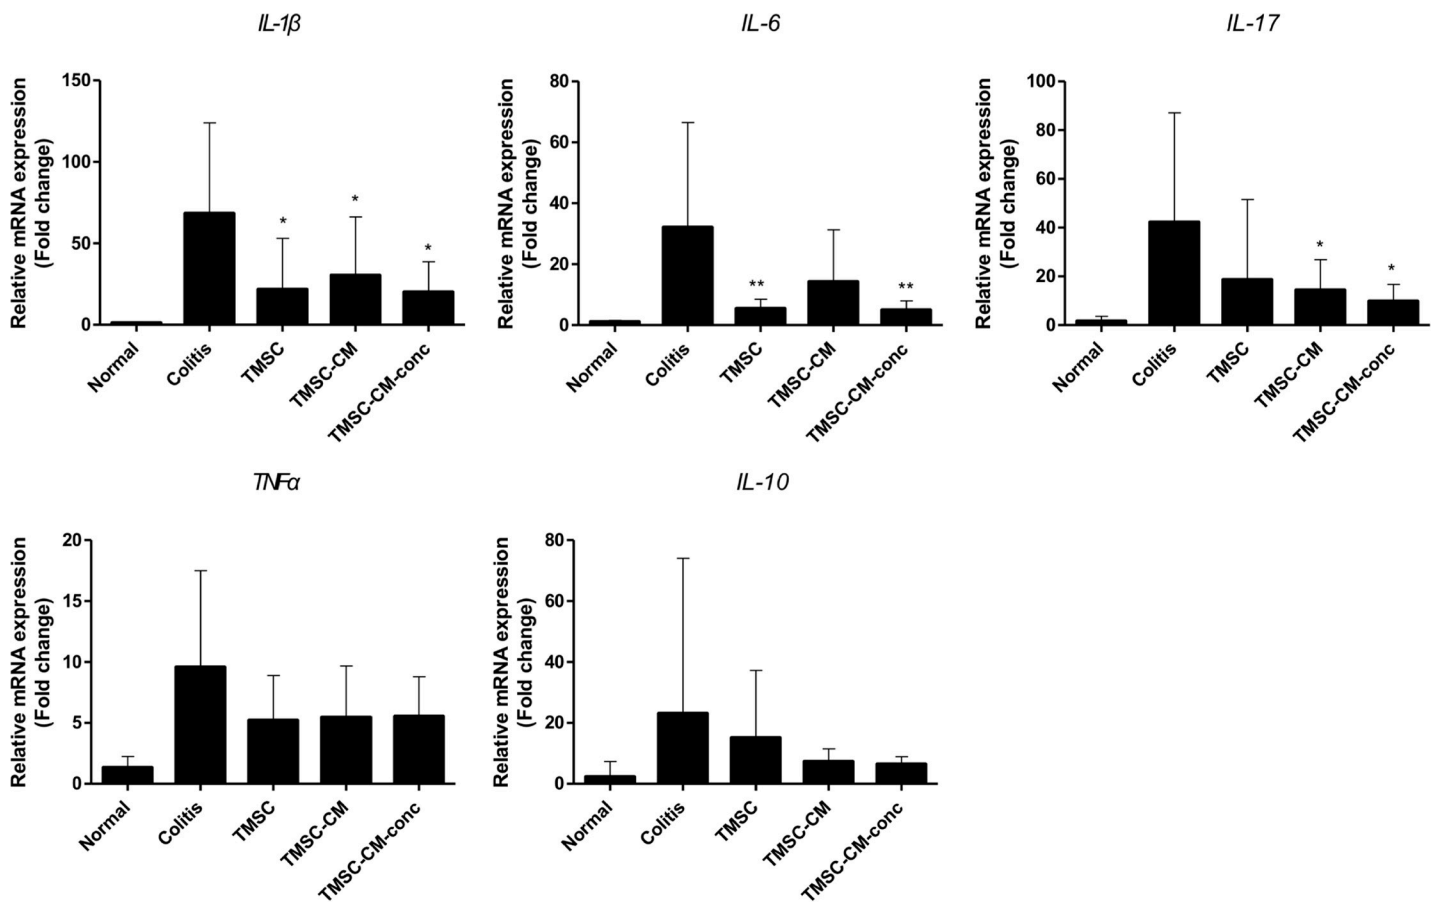 IL-1β
Relative mRNA expression
(Fold change)
150
100
50
0
*
*
*
Normal
Colitis
TMSC
TMSC-CM
TMSC-CM-conc
IL-6
Relative mRNA expression
(Fold change)
80
60
40
20
0
**
**
Normal
Colitis
TMSC
TMSC-CM
TMSC-CM-conc
IL-17
Relative mRNA expression
(Fold change)
100
80
60
40
20
0
*
*
Normal
Colitis
TMSC
TMSC-CM
TMSC-CM-conc
TNFα
Relative mRNA expression
(Fold change)
20
15
10
5
0
Normal
Colitis
TMSC
TMSC-CM
TMSC-CM-conc
IL-10
Relative mRNA expression
(Fold change)
80
60
40
20
0
Normal
Colitis
TMSC
TMSC-CM
TMSC-CM-conc